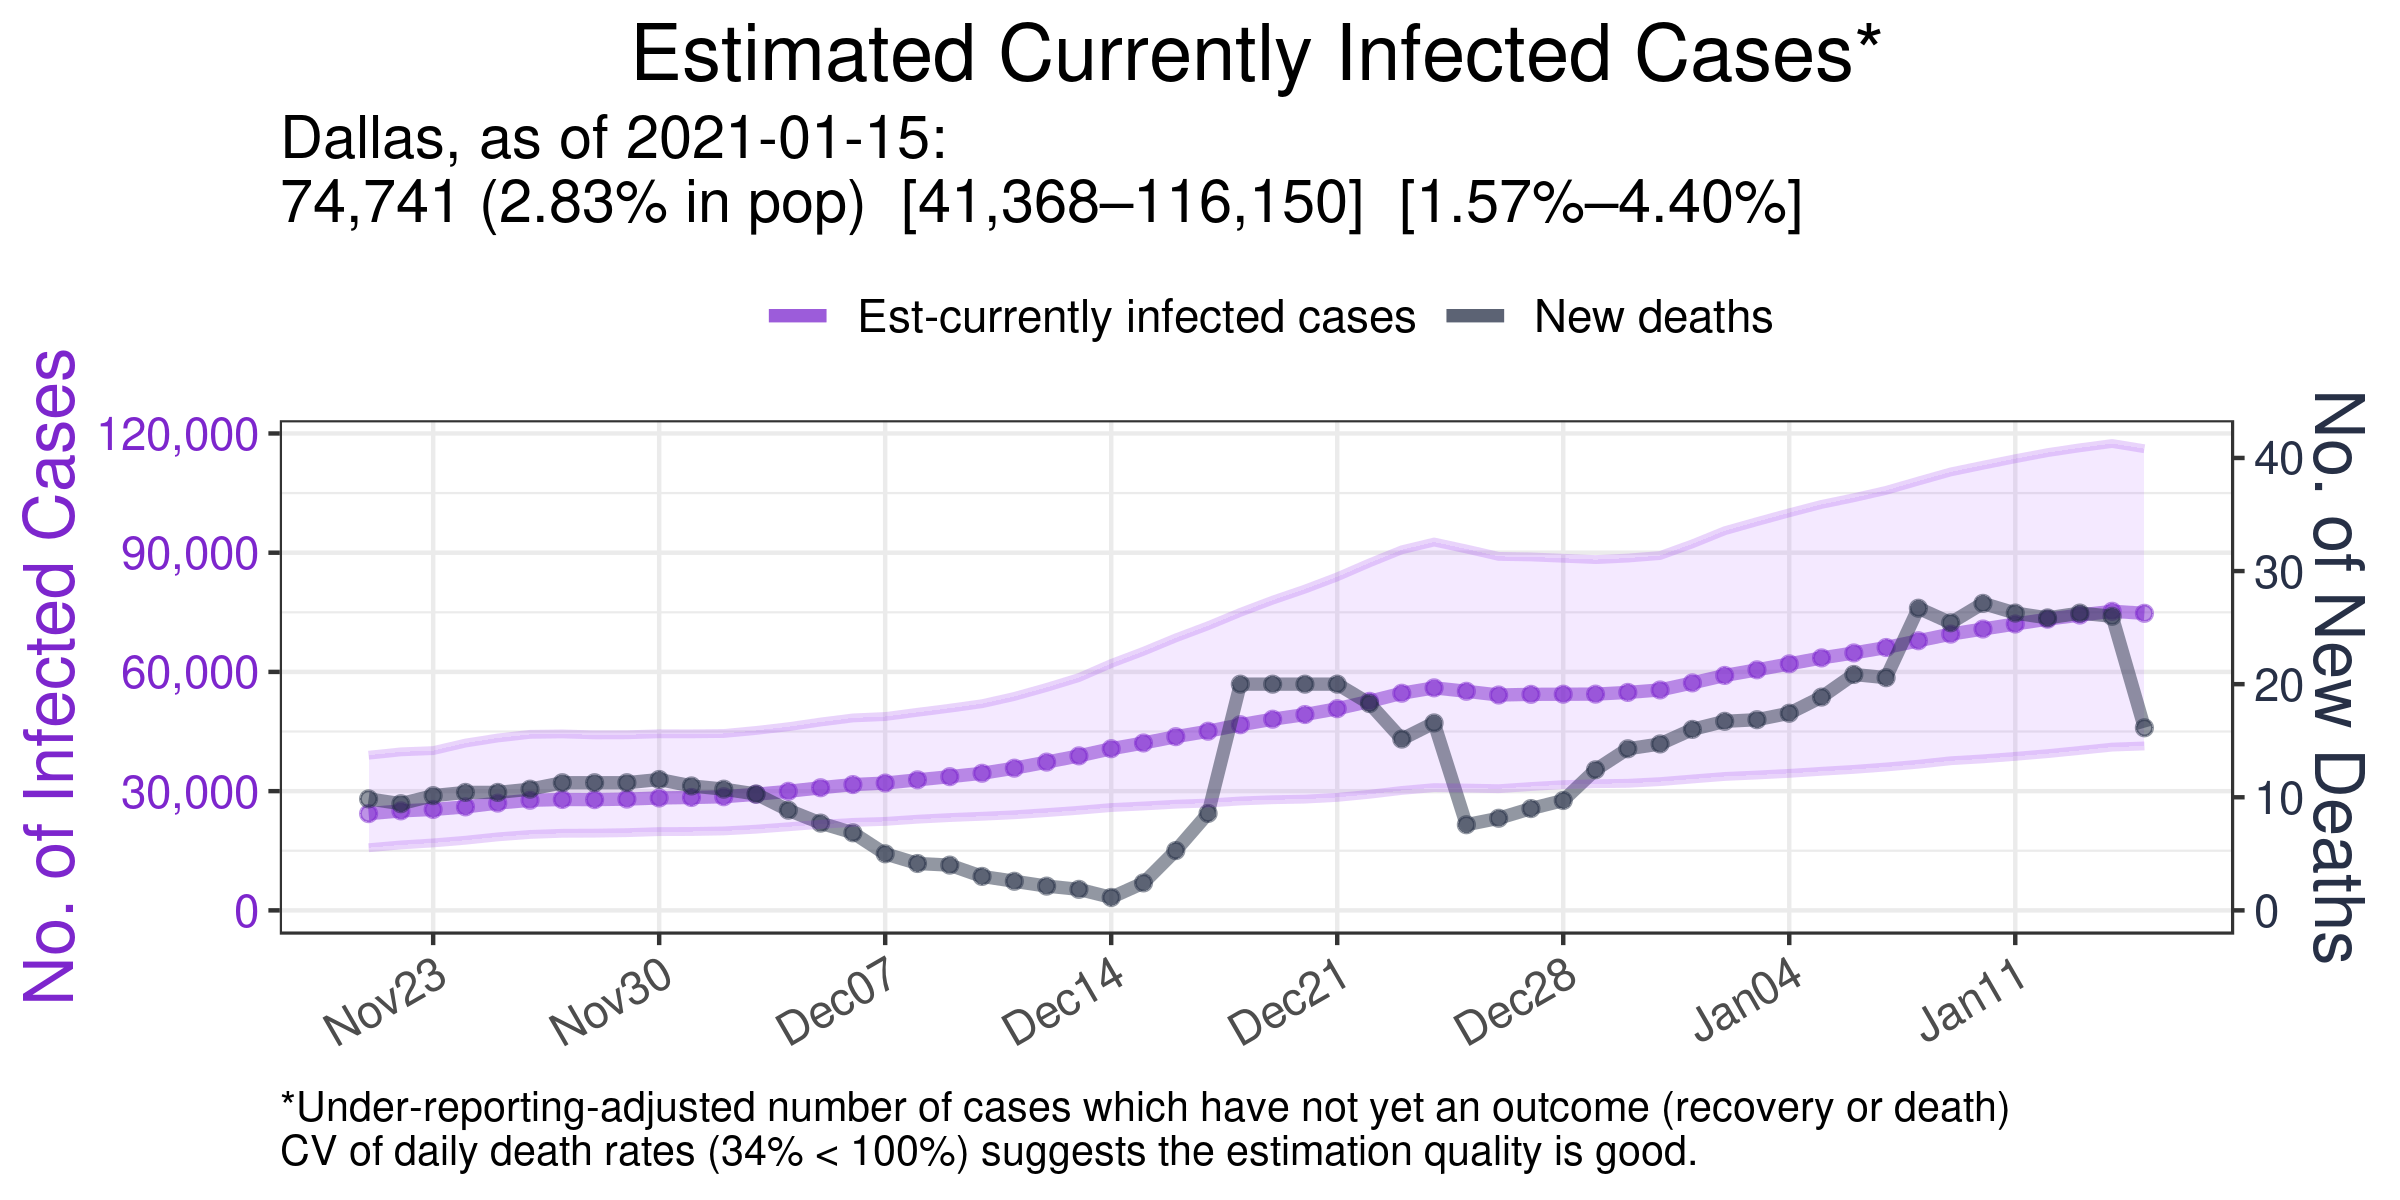 Estimated Currently Infected Cases*
Dallas, as of 2021-01-15:
74,741 (2.83% in pop)  [41,368–116,150]  [1.57%–4.40%]
Est-currently infected cases
New deaths
No. of Infected Cases
120,000
90,000
60,000
30,000
0
40
30
20
10
0
No. of New Deaths
Nov23
Nov30
Dec07
Dec14
Dec21
Dec28
Jan04
Jan11
*Under-reporting-adjusted number of cases which have not yet an outcome (recovery or death)
CV of daily death rates (34% < 100%) suggests the estimation quality is good.